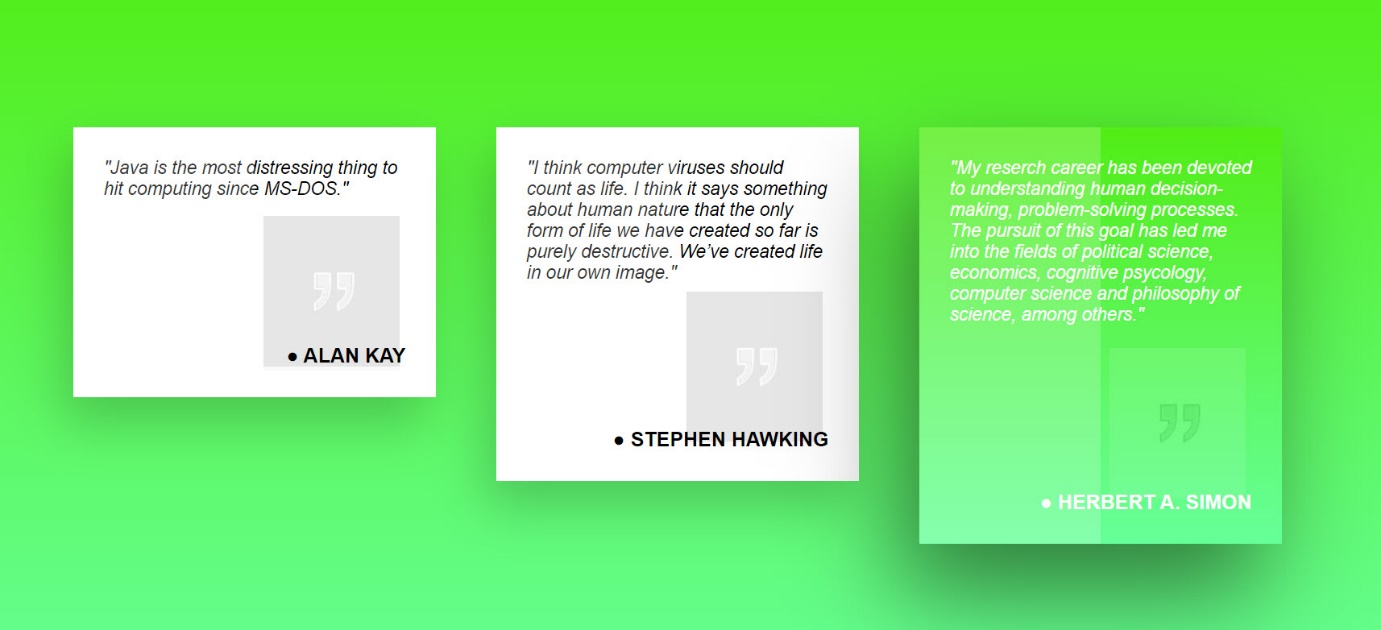 "Java is the most distressing thing to
hit computing since MS-DOS."
”
● ALAN KAY
"I think computer viruses should
count as life. I think it says something
about human nature that the only
form of life we have created so far is
purely destructive. We’ve created life
in our own image."
”
● STEPHEN HAWKING
"My reserch career has been devoted
to understanding human decision-
making, problem-solving processes.
The pursuit of this goal has led me
into the fields of political science,
economics, cognitive psycology,
computer science and philosophy of
science, among others."
”
● HERBERT A. SIMON